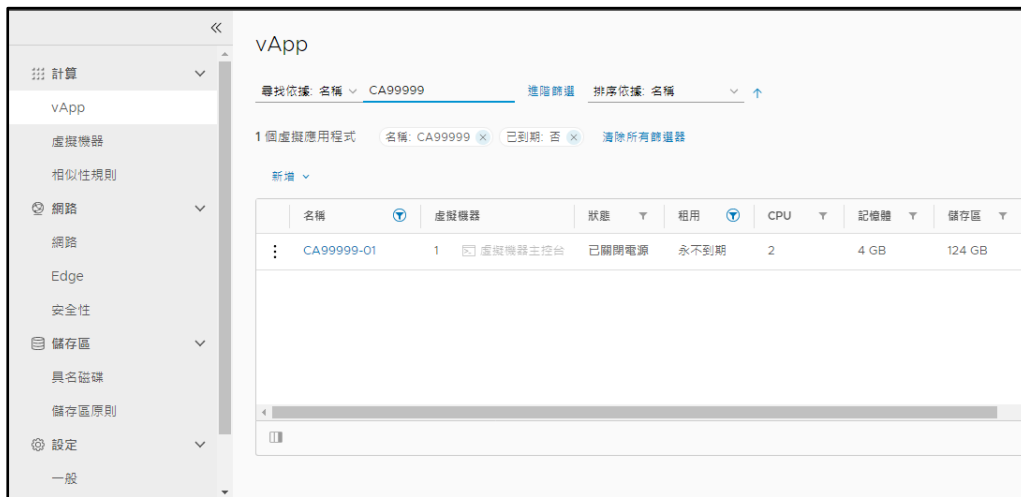 計算
vApp
虛擬機器
相似性規則
網路
網路
Edge
安全性
儲存區
具名磁碟
儲存區原則
設定
一般
vApp
尋找依據: 名稱 CA99999 進階篩選 排序依據: 名稱
1 個虛擬應用程式 名稱: CA99999 已到期: 否 清除所有篩選器
新增
名稱 虛擬機器 狀態 租用 CPU 記憶體 儲存區
CA99999-01 1 虛擬機器主控台 已關閉電源 永不到期 2 4 GB 124 GB